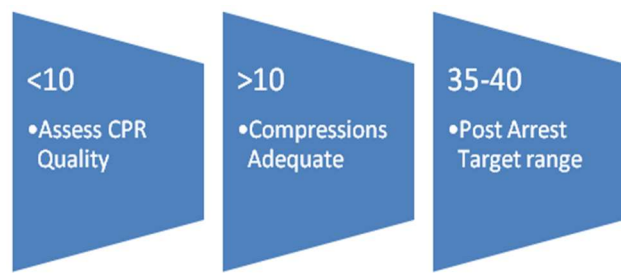 <10
•Assess CPR
Quality
>10
•Compressions
Adequate
35-40
•Post Arrest
Target range